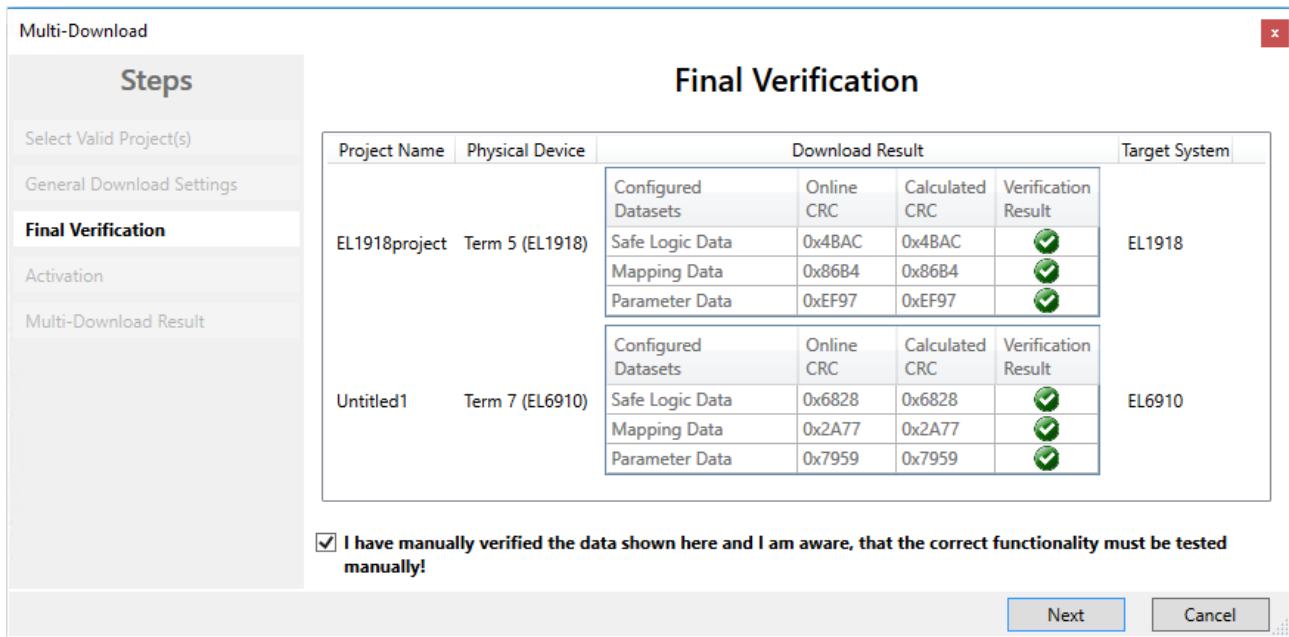 Multi-Download
x
Steps
Select Valid Project(s)
General Download Settings
Final Verification
Activation
Multi-Download Result
Final Verification
Project Name Physical Device Download Result Target System
Configured Datasets Online CRC Calculated CRC Verification Result
EL1918project Term 5 (EL1918) EL1918
Safe Logic Data 0x4BAC 0x4BAC
Mapping Data 0x86B4 0x86B4
Parameter Data 0xEF97 0xEF97
Configured Datasets Online CRC Calculated CRC Verification Result
Untitled1 Term 7 (EL6910) EL6910
Safe Logic Data 0x6828 0x6828
Mapping Data 0x2A77 0x2A77
Parameter Data 0x7959 0x7959
I have manually verified the data shown here and I am aware, that the correct functionality must be tested
manually!
Next Cancel